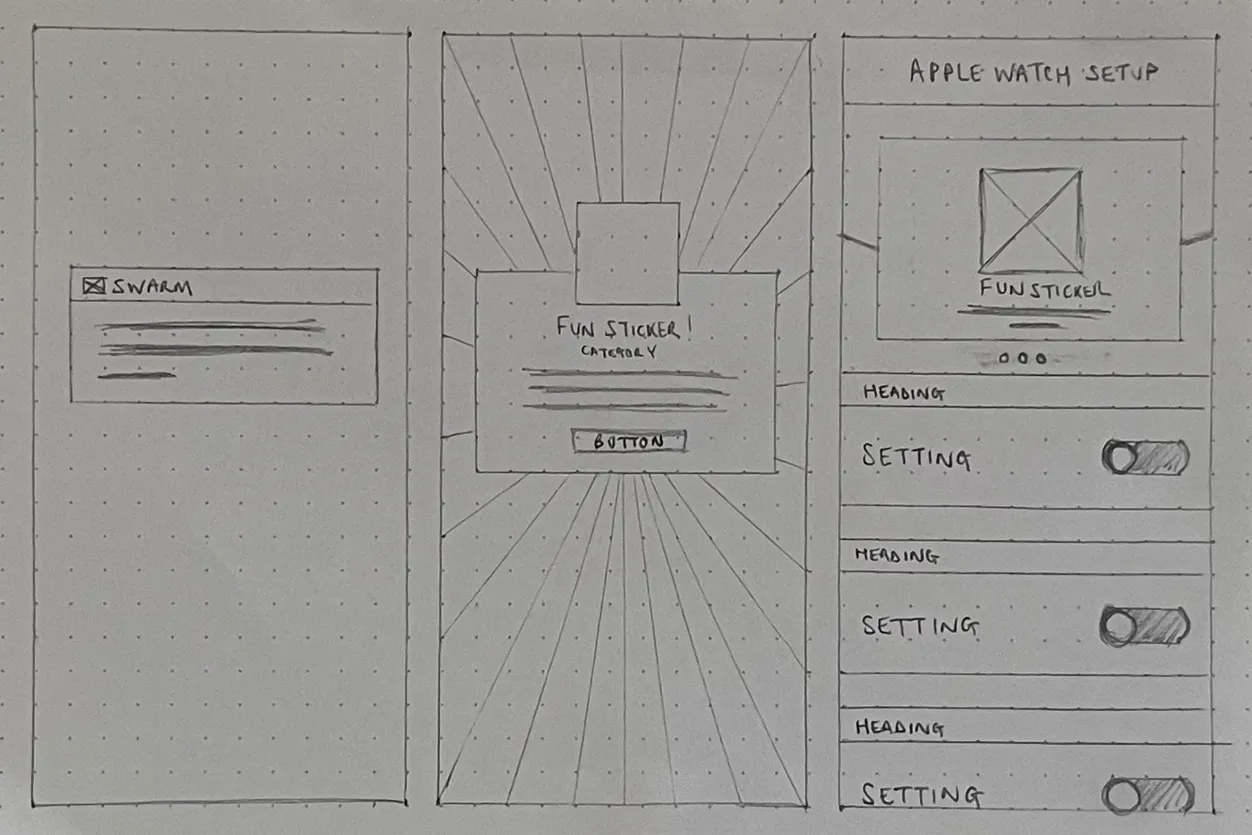 SWARM
FUN STICKER!
CATEGORY
BUTTON
APPLE WATCH SETUP
FUN STICKER
HEADING
SETTING
HEADING
SETTING
HEADING
SETTING